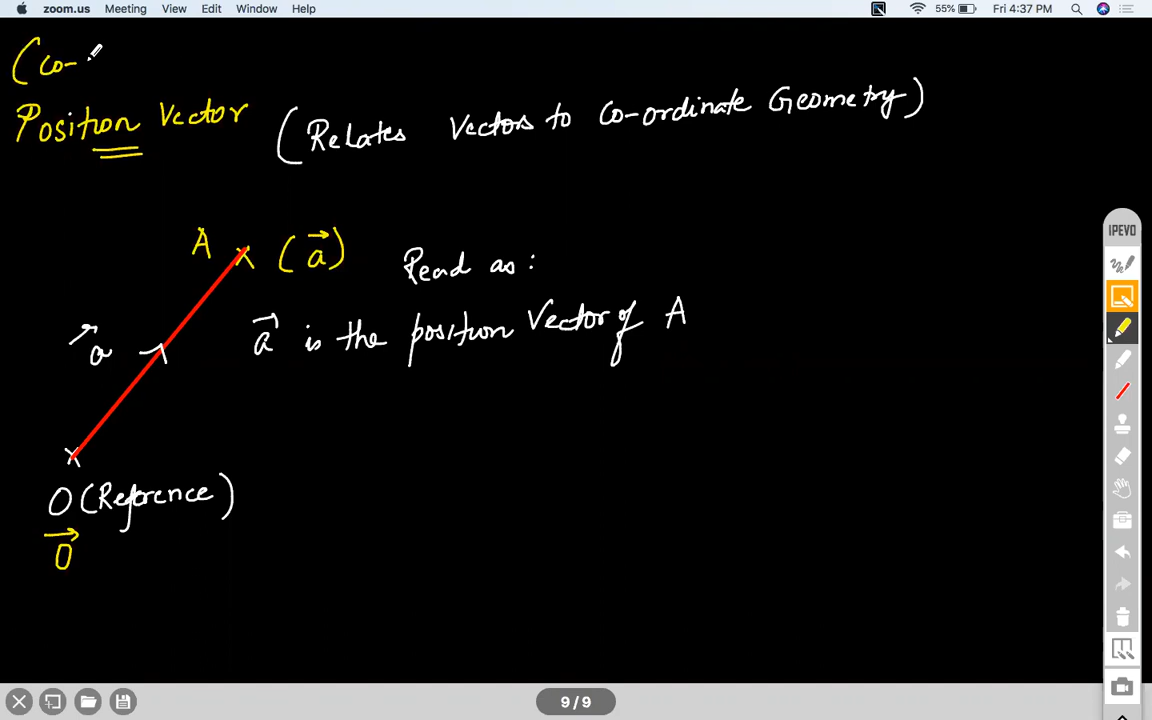 zoom.us Meeting View Edit Window Help 55% Fri 4:37 PM
(Co-
Position Vector (Relates Vectors to Co-ordinate Geometry)
A × (a⃗) Read as:
a⃗ a⃗ is the position Vector of A
×
O (Reference)
0⃗
IPEVO
9 / 9